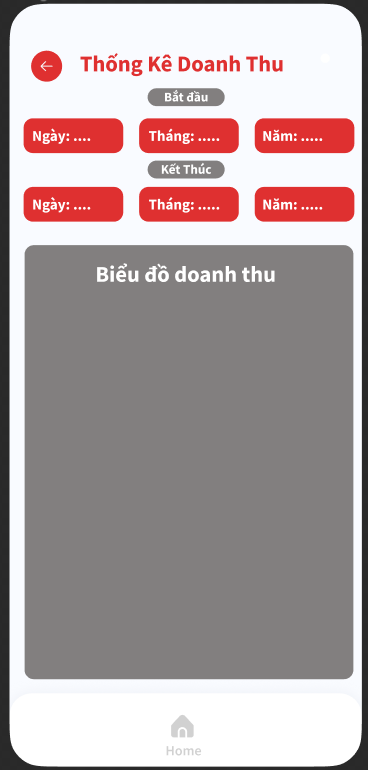 Thống Kê Doanh Thu
Bắt đầu
Ngày: .... Tháng: ..... Năm: .....
Kết Thúc
Ngày: .... Tháng: ..... Năm: .....
Biểu đồ doanh thu
Home